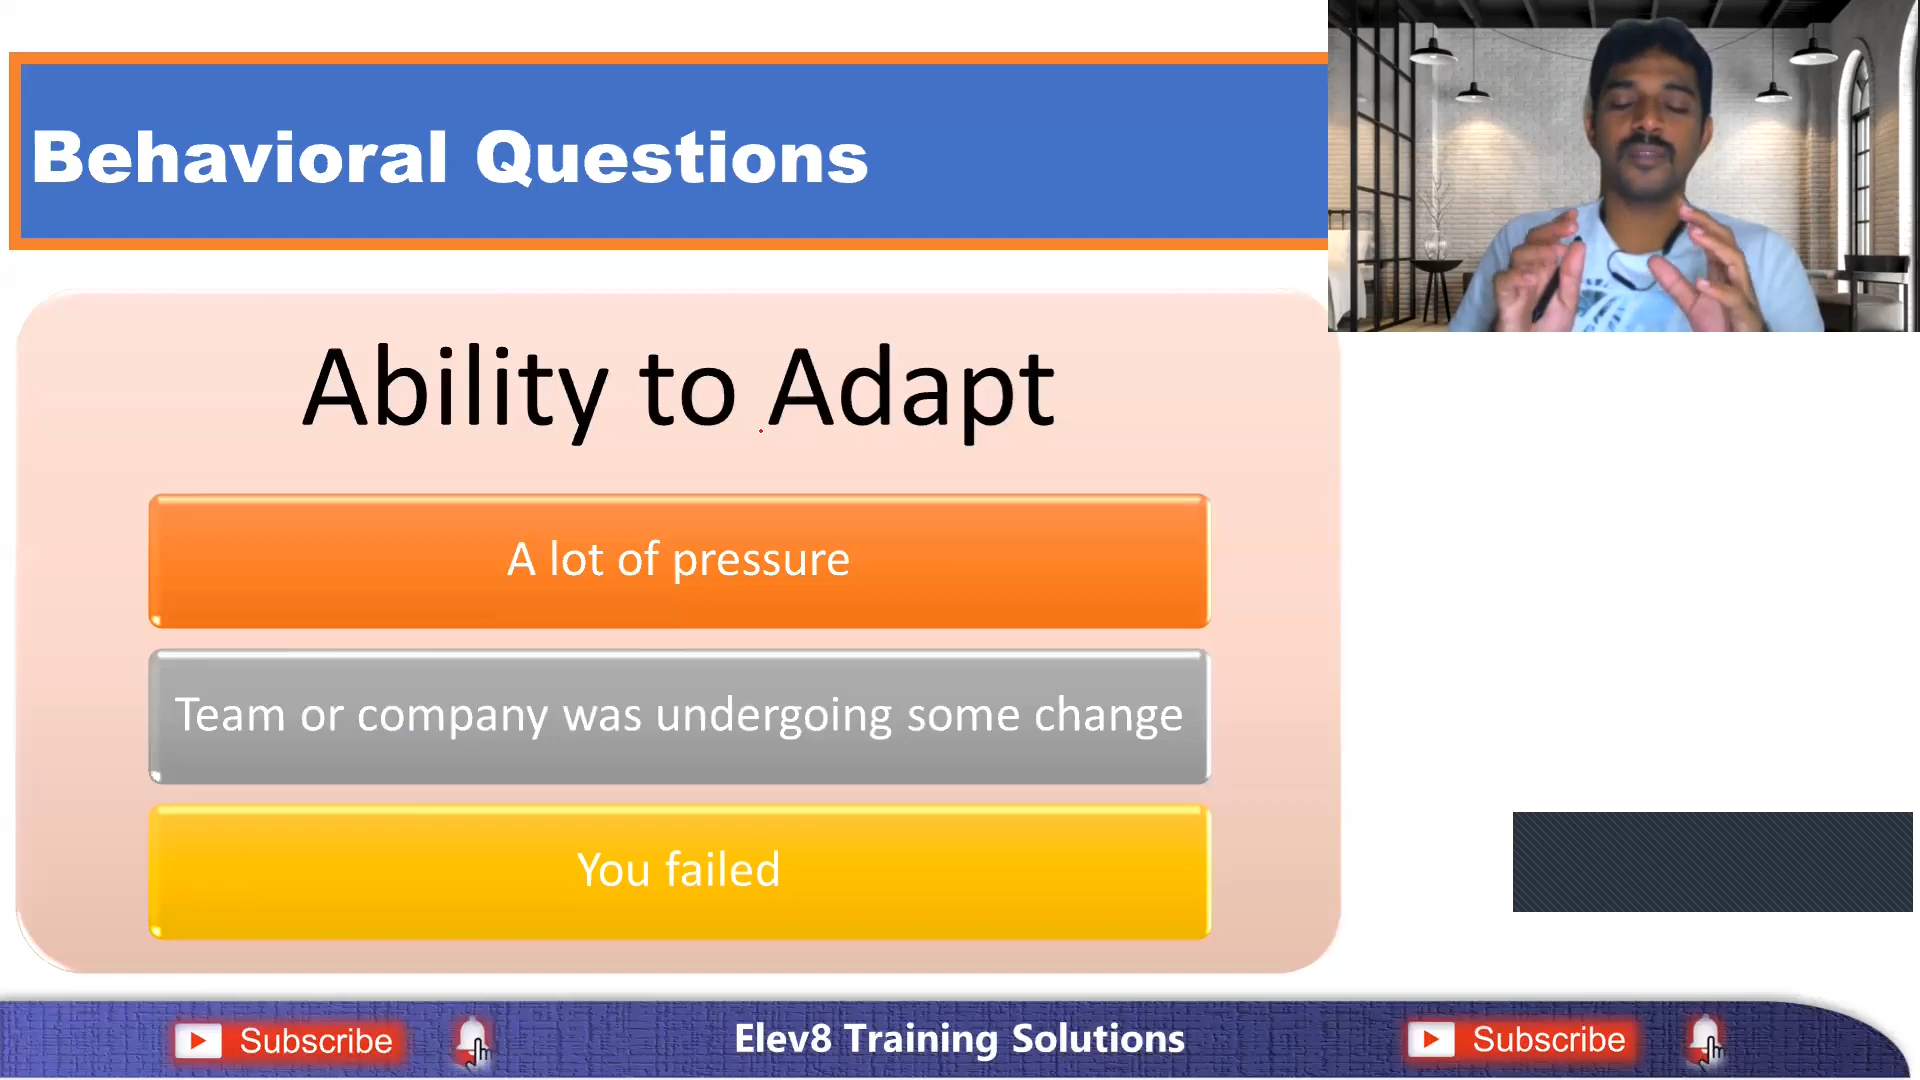 Behavioral Questions
Ability to Adapt
A lot of pressure
Team or company was undergoing some change
You failed
Subscribe
Elev8 Training Solutions
Subscribe